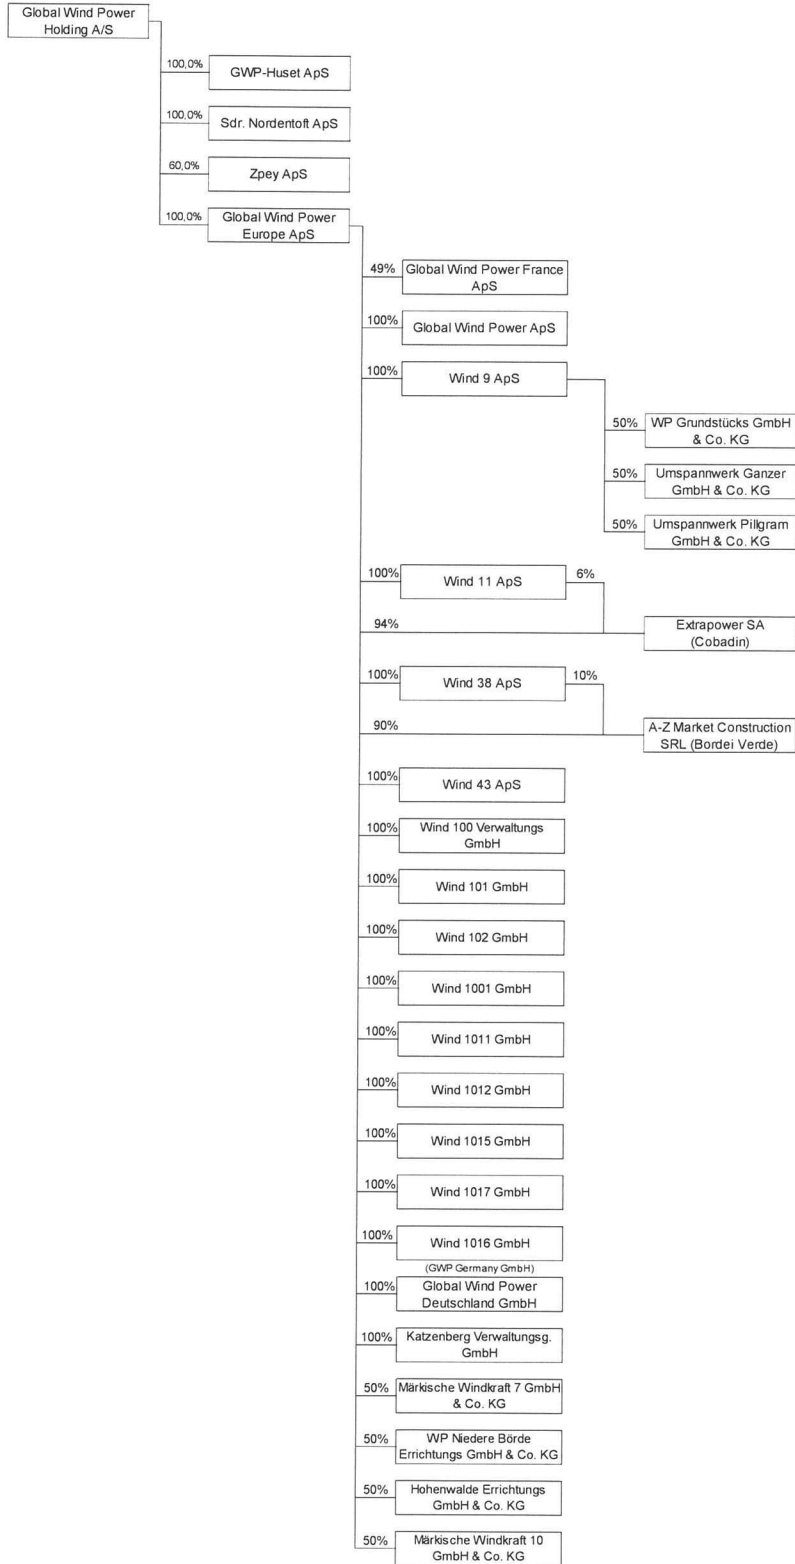 Global Wind Power
Holding A/S
100,0%
GWP-Huset ApS
100,0%
Sdr. Nordentoft ApS
60,0%
Zpey ApS
100,0%
Global Wind Power
Europe ApS
49%
Global Wind Power France
ApS
100%
Global Wind Power ApS
100%
Wind 9 ApS
50%
WP Grundstücks GmbH
& Co. KG
50%
Umspannwerk Ganzer
GmbH & Co. KG
50%
Umspannwerk Pillgram
GmbH & Co. KG
100%
Wind 11 ApS
6%
94%
Extrapower SA
(Cobadin)
100%
Wind 38 ApS
10%
90%
A-Z Market Construction
SRL (Bordei Verde)
100%
Wind 43 ApS
100%
Wind 100 Verwaltungs
GmbH
100%
Wind 101 GmbH
100%
Wind 102 GmbH
100%
Wind 1001 GmbH
100%
Wind 1011 GmbH
100%
Wind 1012 GmbH
100%
Wind 1015 GmbH
100%
Wind 1017 GmbH
100%
Wind 1016 GmbH
(GWP Germany GmbH)
100%
Global Wind Power
Deutschland GmbH
100%
Katzenberg Verwaltungsg.
GmbH
50%
Märkische Windkraft 7 GmbH
& Co. KG
50%
WP Niedere Börde
Errichtungs GmbH & Co. KG
50%
Hohenwalde Errichtungs
GmbH & Co. KG
50%
Märkische Windkraft 10
GmbH & Co. KG